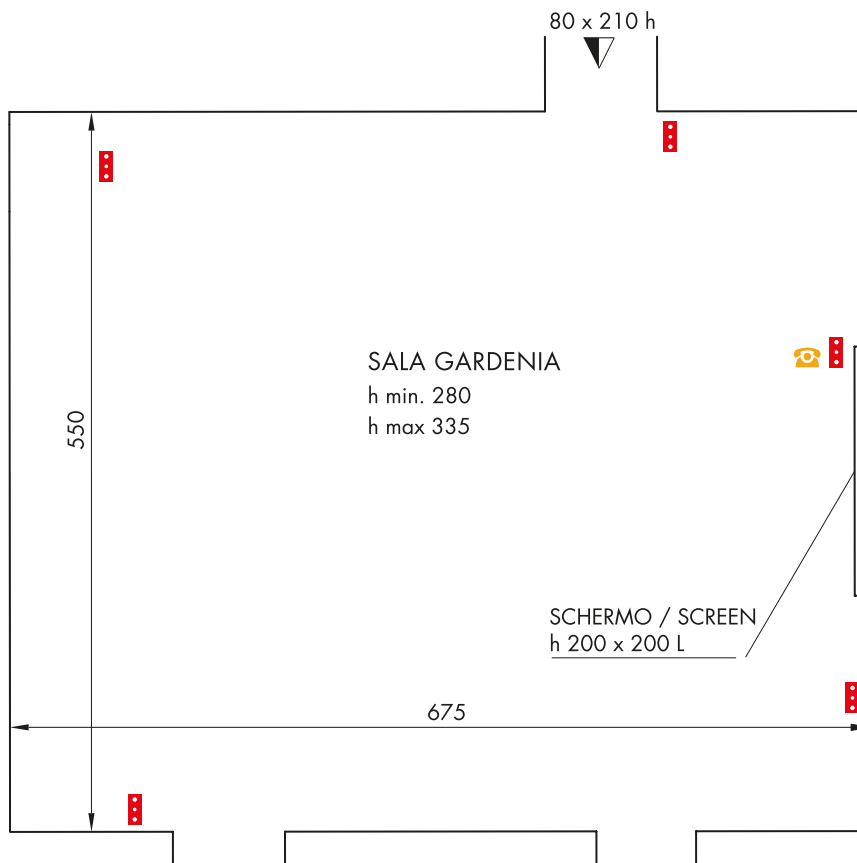 80 x 210 h
SALA GARDENIA
h min. 280
h max 335
550
SCHERMO / SCREEN
h 200 x 200 L
675